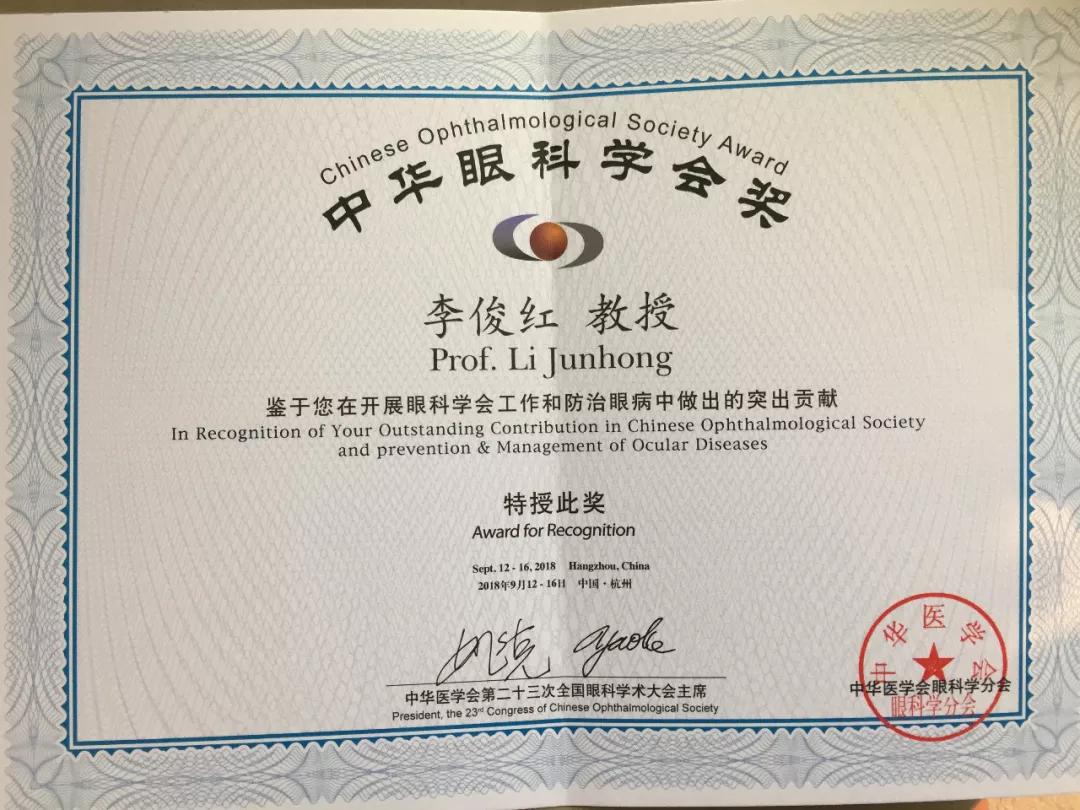 Chinese Ophthalmological Society Award
中华眼科学会奖
李俊红 教授
Prof. Li Junhong
鉴于您在开展眼科学会工作和防治眼病中做出的突出贡献
In Recognition of Your Outstanding Contribution in Chinese Ophthalmological Society
and prevention & Management of Ocular Diseases
特授此奖
Award for Recognition
Sept. 12 - 16, 2018 Hangzhou, China
2018年9月12 - 16日 中国·杭州
姚克 Yao Ke
中华医学会第二十三次全国眼科学术大会主席
President, the 23rd Congress of Chinese Ophthalmological Society
中华医学会
中华医学会眼科学分会
眼科学分会